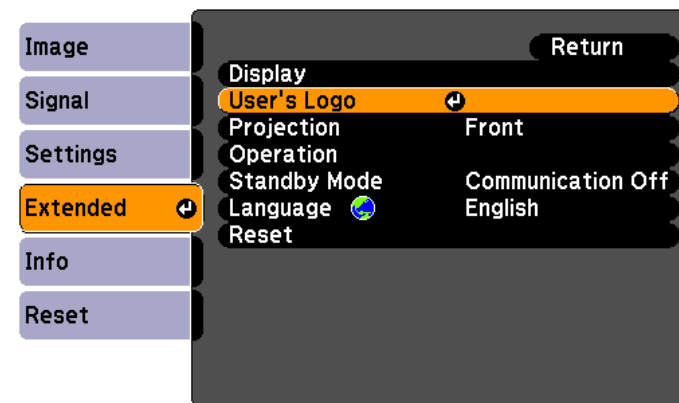 Image
Signal
Settings
Extended
Info
Reset
Return
Display
User's Logo
Projection Front
Operation
Standby Mode Communication Off
Language English
Reset